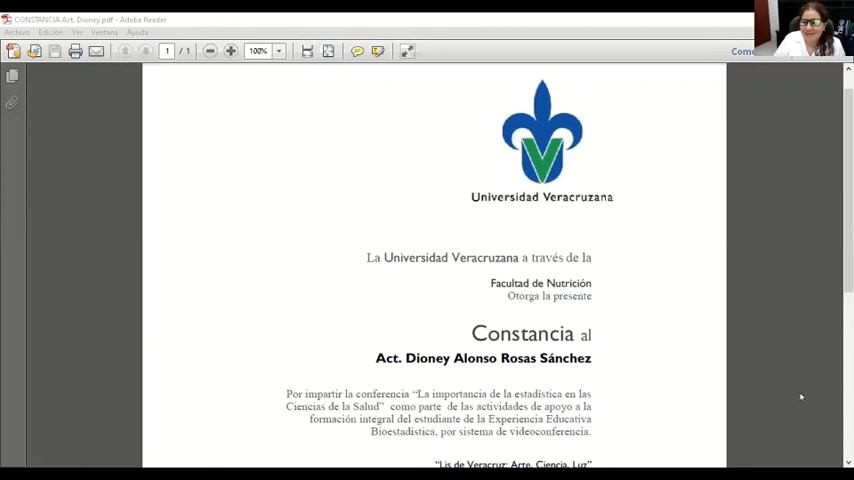 CONSTANCIA Act. Dioney.pdf - Adobe Reader
Archivo Edición Ver Ventana Ayuda
1 / 1 100% Come
Universidad Veracruzana
La Universidad Veracruzana a través de la
Facultad de Nutrición
Otorga la presente
Constancia al
Act. Dioney Alonso Rosas Sánchez
Por impartir la conferencia “La importancia de la estadística en las
Ciencias de la Salud” como parte de las actividades de apoyo a la
formación integral del estudiante de la Experiencia Educativa
Bioestadística, por sistema de videoconferencia.
“Lis de Veracruz: Arte, Ciencia, Luz”